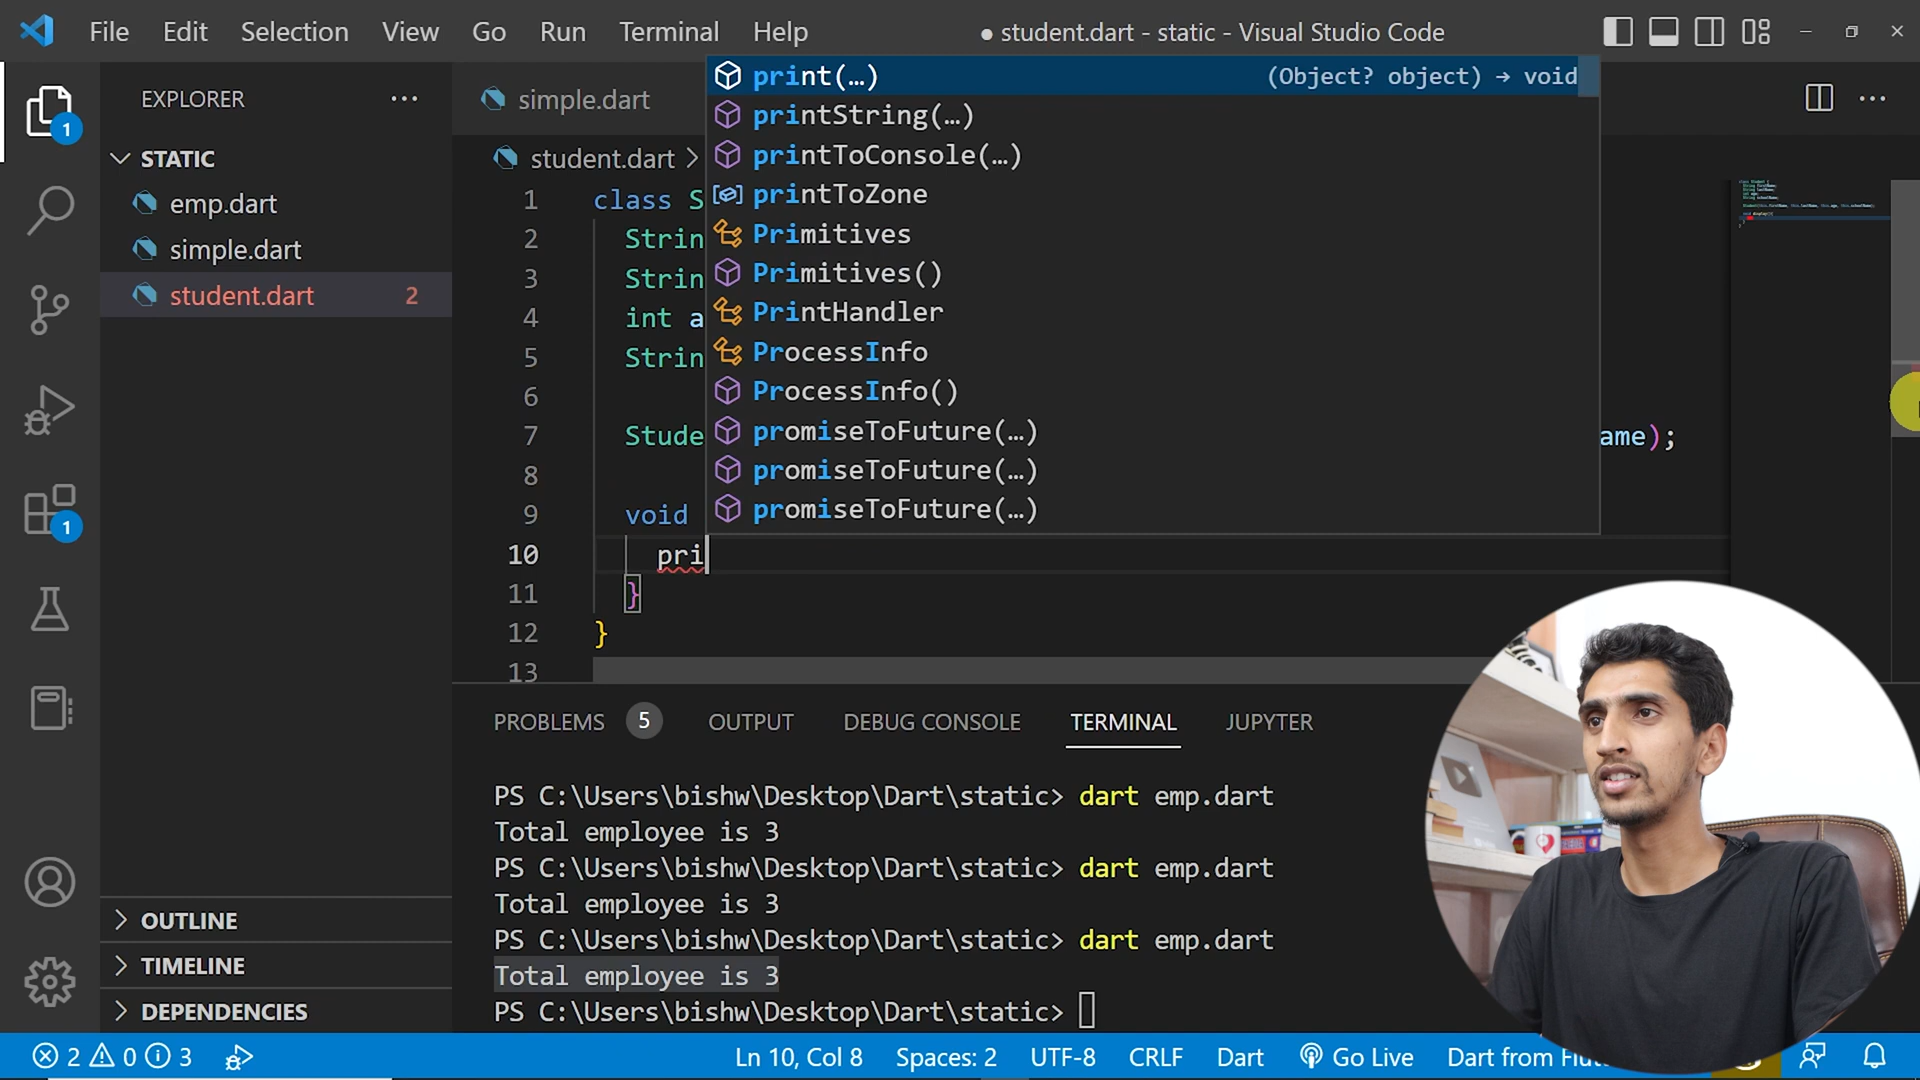 File Edit Selection View Go Run Terminal Help
● student.dart - static - Visual Studio Code
EXPLORER
STATIC
emp.dart
simple.dart
student.dart 2
OUTLINE
TIMELINE
DEPENDENCIES
1
1
simple.dart
student.dart >
1 class S
2 Strin
3 Strin
4 int a
5 Strin
6
7 Stude ame);
8
9 void
10 pri
11 }
12 }
13
print(…) (Object? object) → void
printString(…)
printToConsole(…)
printToZone
Primitives
Primitives()
PrintHandler
ProcessInfo
ProcessInfo()
promiseToFuture(…)
promiseToFuture(…)
promiseToFuture(…)
PROBLEMS 5 OUTPUT DEBUG CONSOLE TERMINAL JUPYTER
PS C:\Users\bishw\Desktop\Dart\static> dart emp.dart
Total employee is 3
PS C:\Users\bishw\Desktop\Dart\static> dart emp.dart
Total employee is 3
PS C:\Users\bishw\Desktop\Dart\static> dart emp.dart
Total employee is 3
PS C:\Users\bishw\Desktop\Dart\static>
2 0 3 Ln 10, Col 8 Spaces: 2 UTF-8 CRLF Dart Go Live Dart from Flu